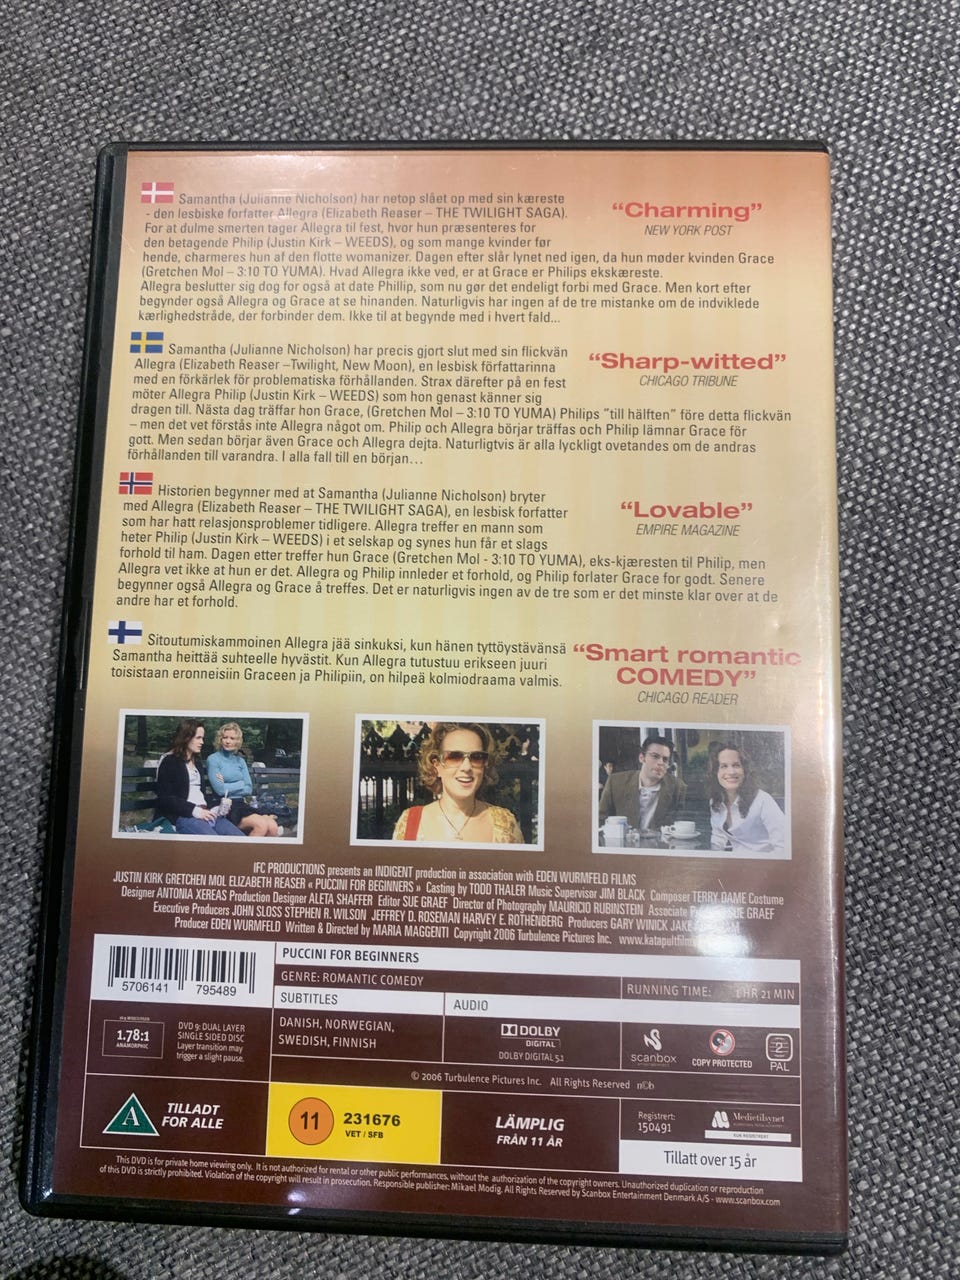 Samantha (Julianne Nicholson) har netop slået op med sin kæreste
- den lesbiske forfatter Allegra (Elizabeth Reaser – THE TWILIGHT SAGA).
For at dulme smerten tager Allegra til fest, hvor hun præsenteres for
den betagende Philip (Justin Kirk – WEEDS), og som mange kvinder før
hende, charmeres hun af den flotte womanizer. Dagen efter slår lynet ned igen, da hun møder kvinden Grace
(Gretchen Mol – 3:10 TO YUMA). Hvad Allegra ikke ved, er at Grace er Philips ekskæreste.
Allegra beslutter sig dog for også at date Phillip, som nu gør det endeligt forbi med Grace. Men kort efter
begynder også Allegra og Grace at se hinanden. Naturligvis har ingen af de tre mistanke om de indviklede
kærlighedstråde, der forbinder dem. Ikke til at begynde med i hvert fald...
“Charming”
NEW YORK POST
Samantha (Julianne Nicholson) har precis gjort slut med sin flickvän
Allegra (Elizabeth Reaser –Twilight, New Moon), en lesbisk författarinna
med en förkärlek för problematiska förhållanden. Strax därefter på en fest
möter Allegra Philip (Justin Kirk – WEEDS) som hon genast känner sig
dragen till. Nästa dag träffar hon Grace, (Gretchen Mol – 3:10 TO YUMA) Philips ”till hälften” före detta flickvän
– men det vet förstås inte Allegra något om. Philip och Allegra börjar träffas och Philip lämnar Grace för
gott. Men sedan börjar även Grace och Allegra dejta. Naturligtvis är alla lyckligt ovetandes om de andras
förhållanden till varandra. I alla fall till en början...
“Sharp-witted”
CHICAGO TRIBUNE
Historien begynner med at Samantha (Julianne Nicholson) bryter
med Allegra (Elizabeth Reaser – THE TWILIGHT SAGA), en lesbisk forfatter
som har hatt relasjonsproblemer tidligere. Allegra treffer en mann som
heter Philip (Justin Kirk – WEEDS) i et selskap og synes hun får et slags
forhold til ham. Dagen etter treffer hun Grace (Gretchen Mol - 3:10 TO YUMA), eks-kjæresten til Philip, men
Allegra vet ikke at hun er det. Allegra og Philip innleder et forhold, og Philip forlater Grace for godt. Senere
begynner også Allegra og Grace å treffes. Det er naturligvis ingen av de tre som er det minste klar over at de
andre har et forhold.
“Lovable”
EMPIRE MAGAZINE
Sitoutumiskammoinen Allegra jää sinkuksi, kun hänen tyttöystävänsä
Samantha heittää suhteelle hyvästit. Kun Allegra tutustuu erikseen juuri
toisistaan eronneisiin Graceen ja Philipiin, on hilpeä kolmiodraama valmis.
“Smart romantic
COMEDY”
CHICAGO READER
IFC PRODUCTIONS presents an INDIGENT production in association with EDEN WURMFELD FILMS
JUSTIN KIRK GRETCHEN MOL ELIZABETH REASER « PUCCINI FOR BEGINNERS » Casting by TODD THALER Music Supervisor JIM BLACK Composer TERRY DAME Costume
Designer ANTONIA XEREAS Production Designer ALETA SHAFFER Editor SUE GRAEF Director of Photography MAURICIO RUBINSTEIN Associate SUE GRAEF
Executive Producers JOHN SLOSS STEPHEN R. WILSON JEFFREY D. ROSEMAN HARVEY E. ROTHENBERG Producers GARY WINICK JAKE
Producer EDEN WURMFELD Written & Directed by MARIA MAGGENTI Copyright 2006 Turbulence Pictures Inc.
5706141 795489
PUCCINI FOR BEGINNERS
GENRE: ROMANTIC COMEDY
RUNNING TIME: 1 HR 21 MIN
SUBTITLES
DANISH, NORWEGIAN,
SWEDISH, FINNISH
AUDIO
DOLBY
DIGITAL
DOLBY DIGITAL 5.1
scanbox
COPY PROTECTED
2
PAL
1.78:1
ANAMORPHIC
DVD 9: DUAL LAYER
SINGLE SIDED DISC
Layer transition may
trigger a slight pause.
© 2006 Turbulence Pictures Inc. All Rights Reserved n©b
A
TILLADT
FOR ALLE
11
231676
VET / SFB
LÄMPLIG
FRÅN 11 ÅR
Registrert:
150491
Medietilsynet
Tillatt over 15 år
This DVD is for private home viewing only. It is not authorized for rental or other public performances, without the authorization of the copyright owners. Unauthorized duplication or reproduction
of this DVD is strictly prohibited. Violation of the copyright will result in prosecution. Responsible publisher: Mikael Modig. All Rights Reserved by Scanbox Entertainment Denmark A/S - www.scanbox.com